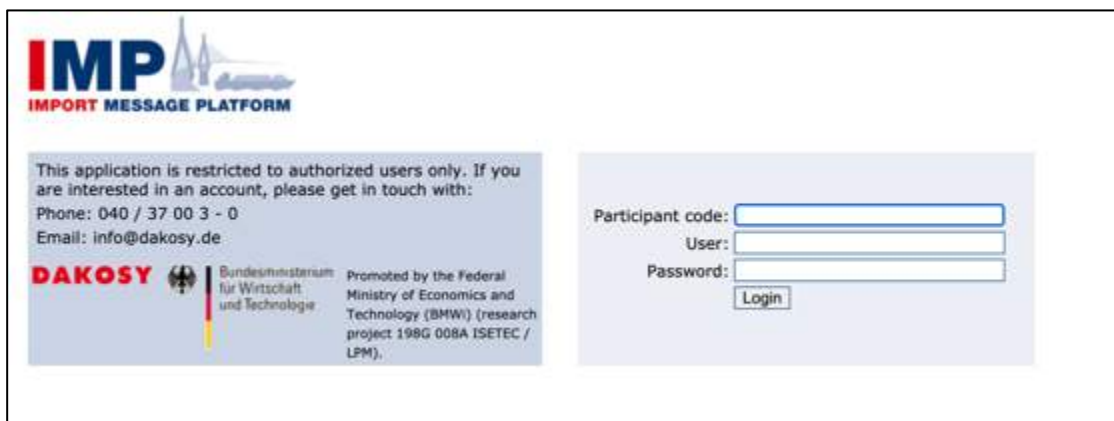 IMP
IMPORT MESSAGE PLATFORM
This application is restricted to authorized users only. If you
are interested in an account, please get in touch with:
Phone: 040 / 37 00 3 - 0
Email: info@dakosy.de
DAKOSY
Bundesministerium
für Wirtschaft
und Technologie
Promoted by the Federal
Ministry of Economics and
Technology (BMWi) (research
project 198G 008A ISETEC /
LPM).
Participant code:
User:
Password:
Login